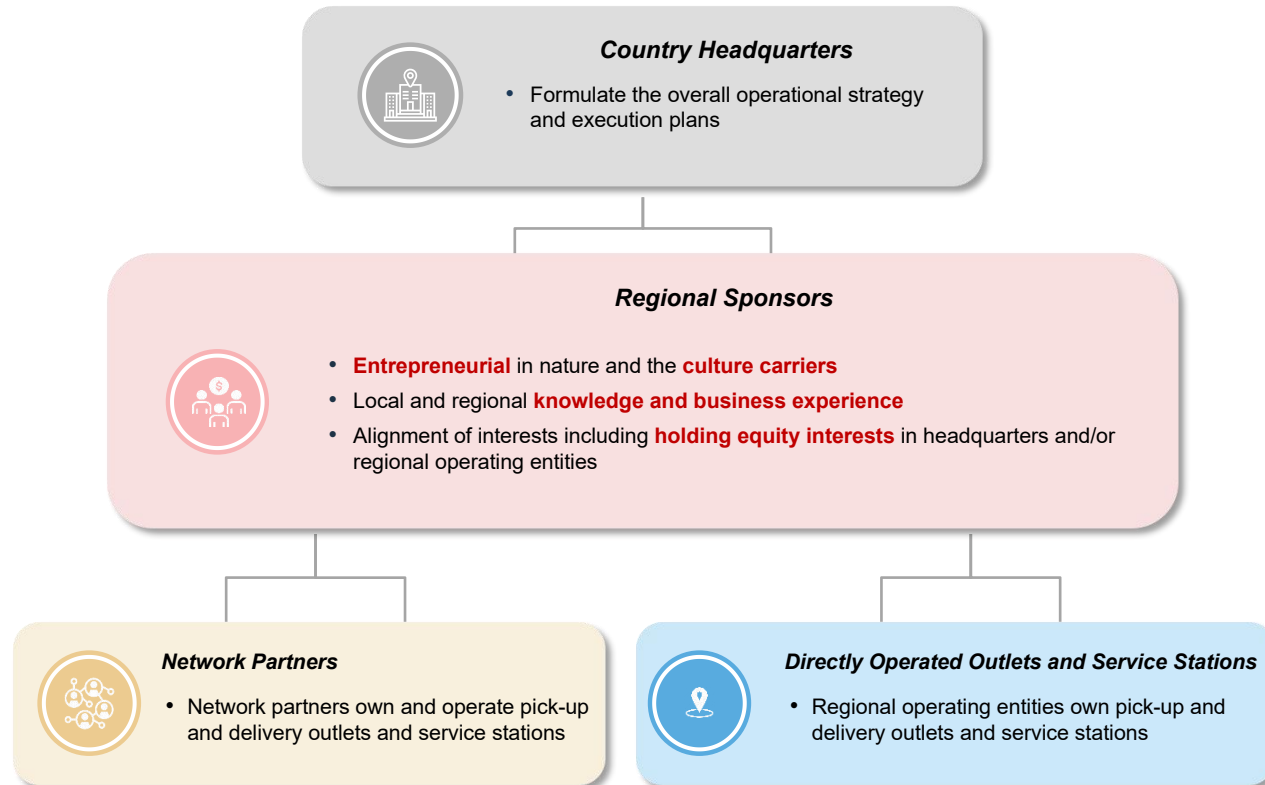 Country Headquarters
• Formulate the overall operational strategy
and execution plans
Regional Sponsors
• Entrepreneurial in nature and the culture carriers
• Local and regional knowledge and business experience
• Alignment of interests including holding equity interests in headquarters and/or
regional operating entities
Network Partners
• Network partners own and operate pick-up
and delivery outlets and service stations
Directly Operated Outlets and Service Stations
• Regional operating entities own pick-up and
delivery outlets and service stations